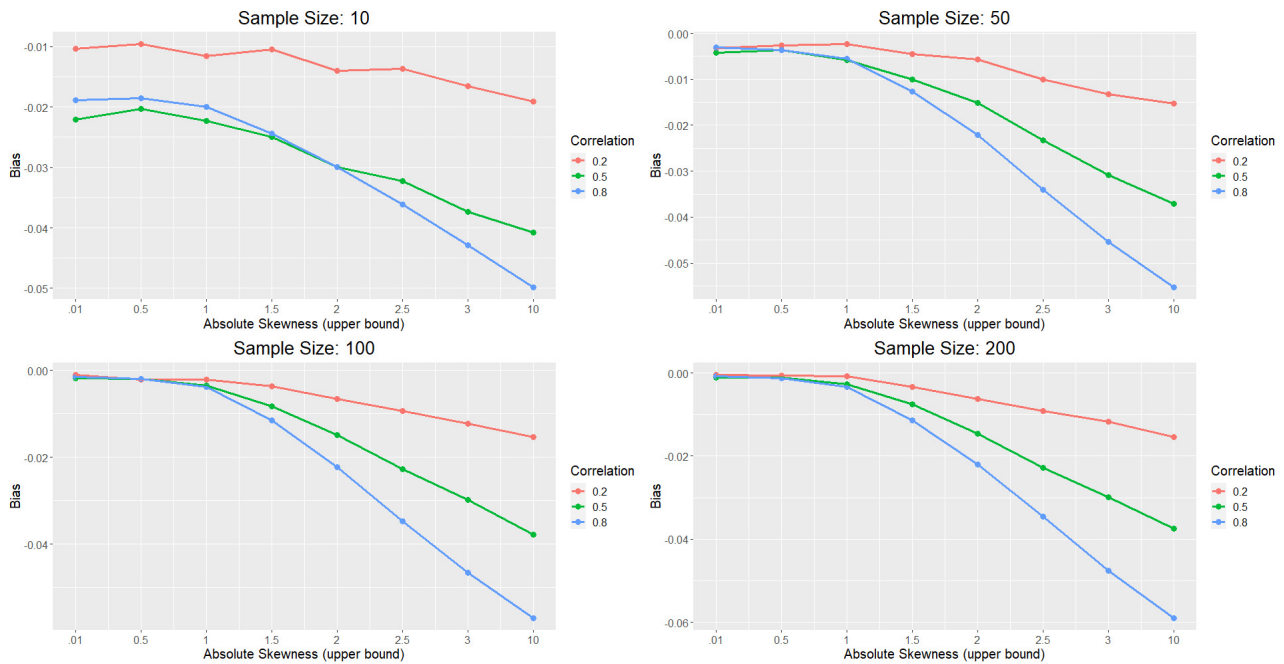 Sample Size: 10
Bias
-0.01
-0.02
-0.03
-0.04
-0.05
.01 0.5 1 1.5 2 2.5 3 10
Absolute Skewness (upper bound)
Correlation
0.2
0.5
0.8
Sample Size: 50
Bias
0.00
-0.01
-0.02
-0.03
-0.04
-0.05
.01 0.5 1 1.5 2 2.5 3 10
Absolute Skewness (upper bound)
Correlation
0.2
0.5
0.8
Sample Size: 100
Bias
0.00
-0.02
-0.04
.01 0.5 1 1.5 2 2.5 3 10
Absolute Skewness (upper bound)
Correlation
0.2
0.5
0.8
Sample Size: 200
Bias
0.00
-0.02
-0.04
-0.06
.01 0.5 1 1.5 2 2.5 3 10
Absolute Skewness (upper bound)
Correlation
0.2
0.5
0.8